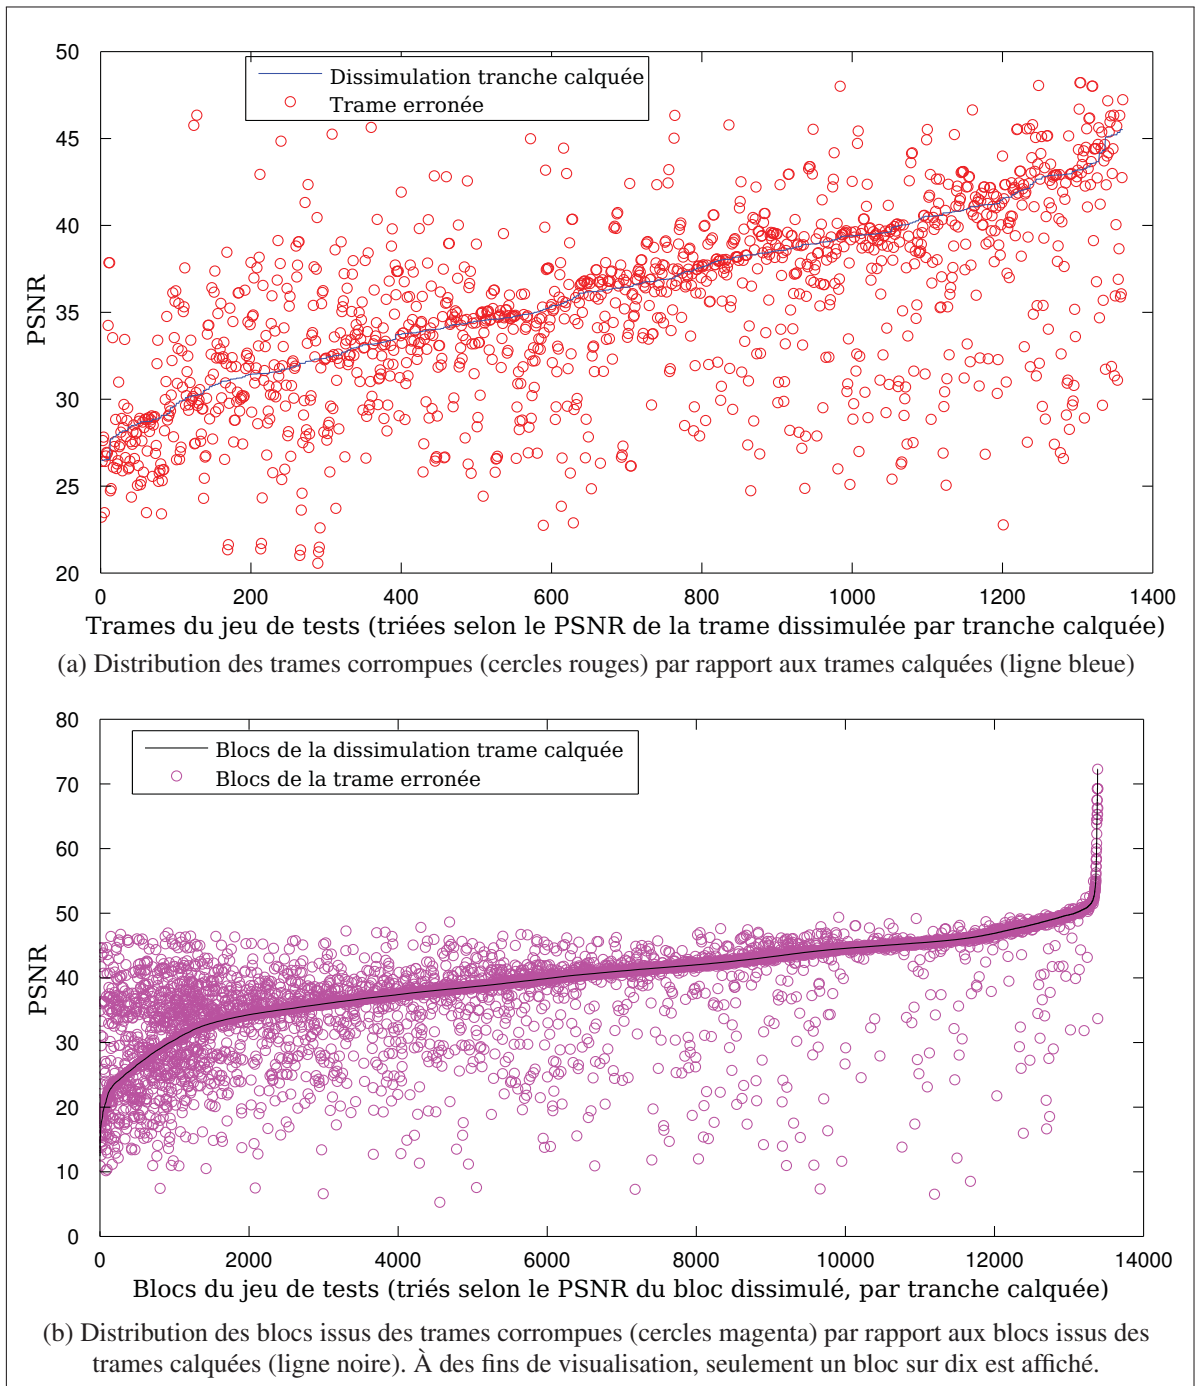 50
45
40
35
30
25
20
PSNR
Dissimulation tranche calquée
Trame erronée
200
400
600
800
1000
1200
1400
Trames du jeu de tests (triées selon le PSNR de la trame dissimulée par tranche calquée)
(a) Distribution des trames corrompues (cercles rouges) par rapport aux trames calquées (ligne bleue)
80
70
60
50
40
30
20
10
0
PSNR
Blocs de la dissimulation trame calquée
Blocs de la trame erronée
0
2000
4000
6000
8000
10000
12000
14000
Blocs du jeu de tests (triés selon le PSNR du bloc dissimulé, par tranche calquée)
(b) Distribution des blocs issus des trames corrompues (cercles magenta) par rapport aux blocs issus des
trames calquées (ligne noire). À des fins de visualisation, seulement un bloc sur dix est affiché.